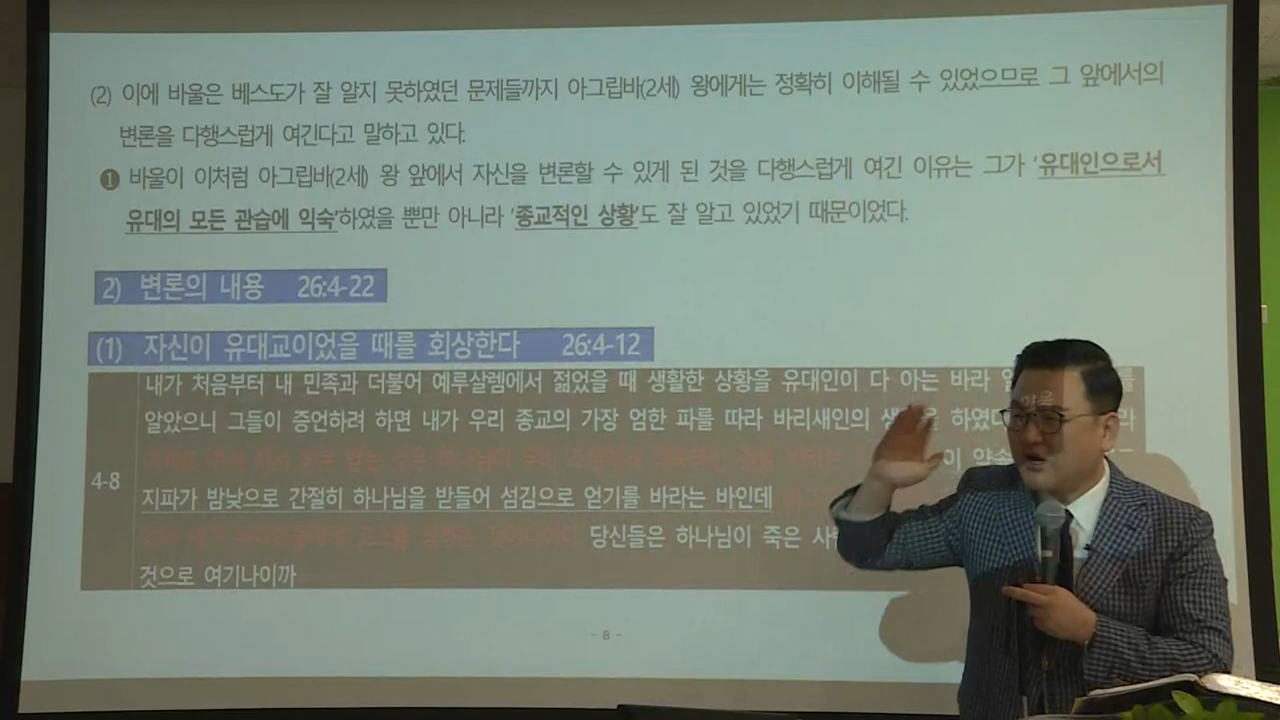 (2) 이에 바울은 베스도가 잘 알지 못하였던 문제들까지 아그립바(2세) 왕에게는 정확히 이해될 수 있었으므로 그 앞에서의
변론을 다행스럽게 여긴다고 말하고 있다.
❶ 바울이 이처럼 아그립바(2세) 왕 앞에서 자신을 변론할 수 있게 된 것을 다행스럽게 여긴 이유는 그가 '유대인으로서
유대의 모든 관습에 익숙'하였을 뿐만 아니라 '종교적인 상황'도 잘 알고 있었기 때문이었다.
2) 변론의 내용 26:4-22
(1) 자신이 유대교이었을 때를 회상한다 26:4-12
내가 처음부터 내 민족과 더불어 예루살렘에서 젊었을 때 생활한 상황을 유대인이 다 아는 바라
알았으니 그들이 증언하려 하면 내가 우리 종교의 가장 엄한 파를 따라 바리새인의
4-8
지파가 밤낮으로 간절히 하나님을 받들어 섬김으로 얻기를 바라는 바인데
당신들은 하나님이 죽은
것으로 여기나이까
- 8 -